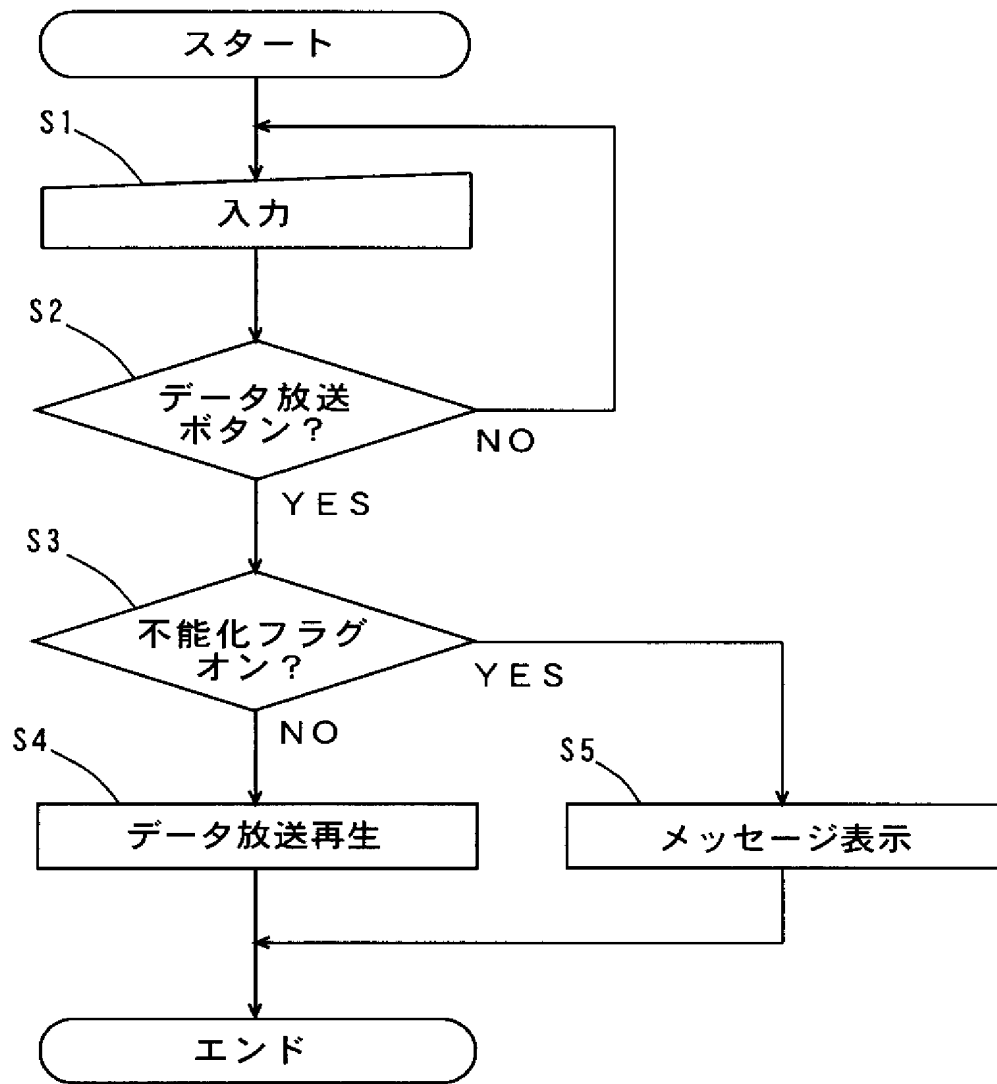 スタート
S1
入力
S2
データ放送
ボタン？
NO
YES
S3
不能化フラグ
オン？
YES
NO
S4
S5
データ放送再生
メッセージ表示
エンド